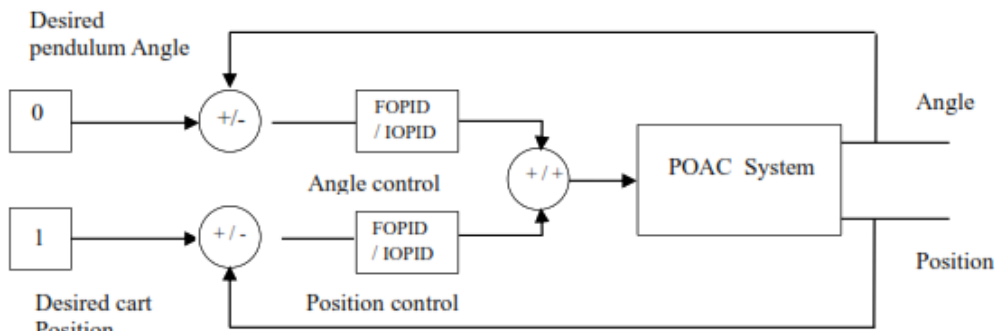 Desired
pendulum Angle
0
+/-
FOPID
/ IOPID
Angle
+ / +
POAC System
Angle control
1
+ / -
FOPID
/ IOPID
Position
Desired cart
Position
Position control